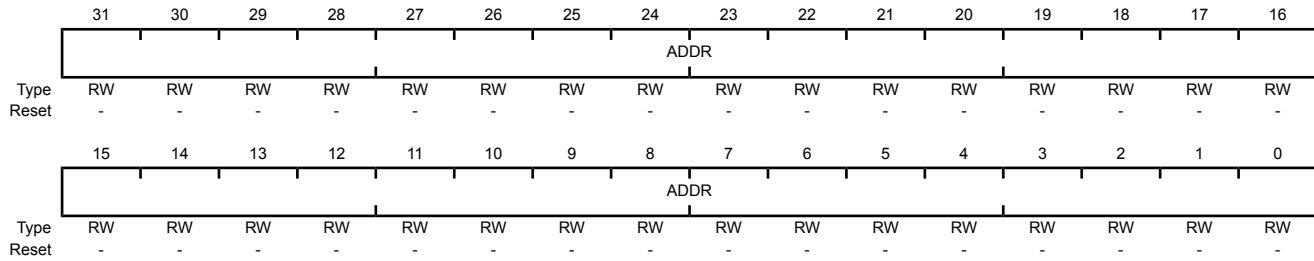 31 30 29 28 27 26 25 24 23 22 21 20 19 18 17 16
ADDR
Type RW RW RW RW RW RW RW RW RW RW RW RW RW RW RW RW
Reset - - - - - - - - - - - - - - - -
15 14 13 12 11 10 9 8 7 6 5 4 3 2 1 0
ADDR
Type RW RW RW RW RW RW RW RW RW RW RW RW RW RW RW RW
Reset - - - - - - - - - - - - - - - -